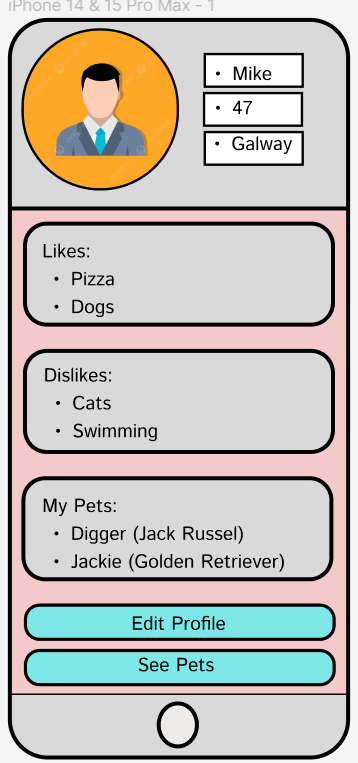 iPhone 14 & 15 Pro Max - 1
• Mike
• 47
• Galway
Likes:
• Pizza
• Dogs
Dislikes:
• Cats
• Swimming
My Pets:
• Digger (Jack Russel)
• Jackie (Golden Retriever)
Edit Profile
See Pets